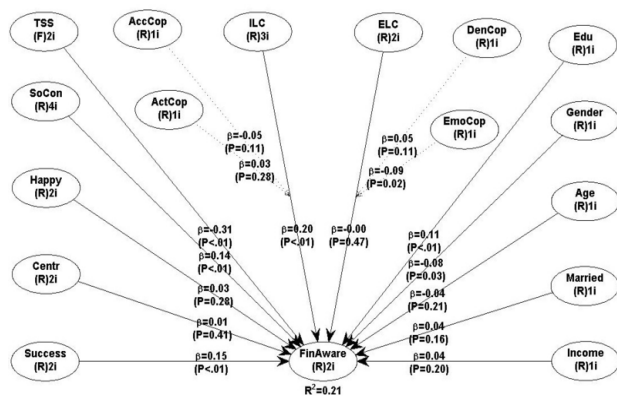 TSS
(F)2i
AccCop
(R)1i
ILC
(R)3i
ELC
(R)2i
DenCop
(R)1i
Edu
(R)1i
SoCon
(R)4i
ActCop
(R)1i
EmoCop
(R)1i
Gender
(R)1i
β=-0.05
(P=0.11)
β=0.03
(P=0.28)
β=0.05
(P=0.11)
β=-0.09
(P=0.02)
Happy
(R)2i
Age
(R)1i
β=-0.31
(P<.01)
β=0.14
(P<.01)
β=0.20
(P<.01)
β=-0.00
(P=0.47)
β=0.11
(P<.01)
β=-0.08
(P=0.03)
Centr
(R)2i
β=0.03
(P=0.28)
β=-0.04
(P=0.21)
Married
(R)1i
β=0.01
(P=0.41)
β=0.04
(P=0.16)
Success
(R)2i
β=0.15
(P<.01)
FinAware
(R)2i
β=0.04
(P=0.20)
Income
(R)1i
R²=0.21